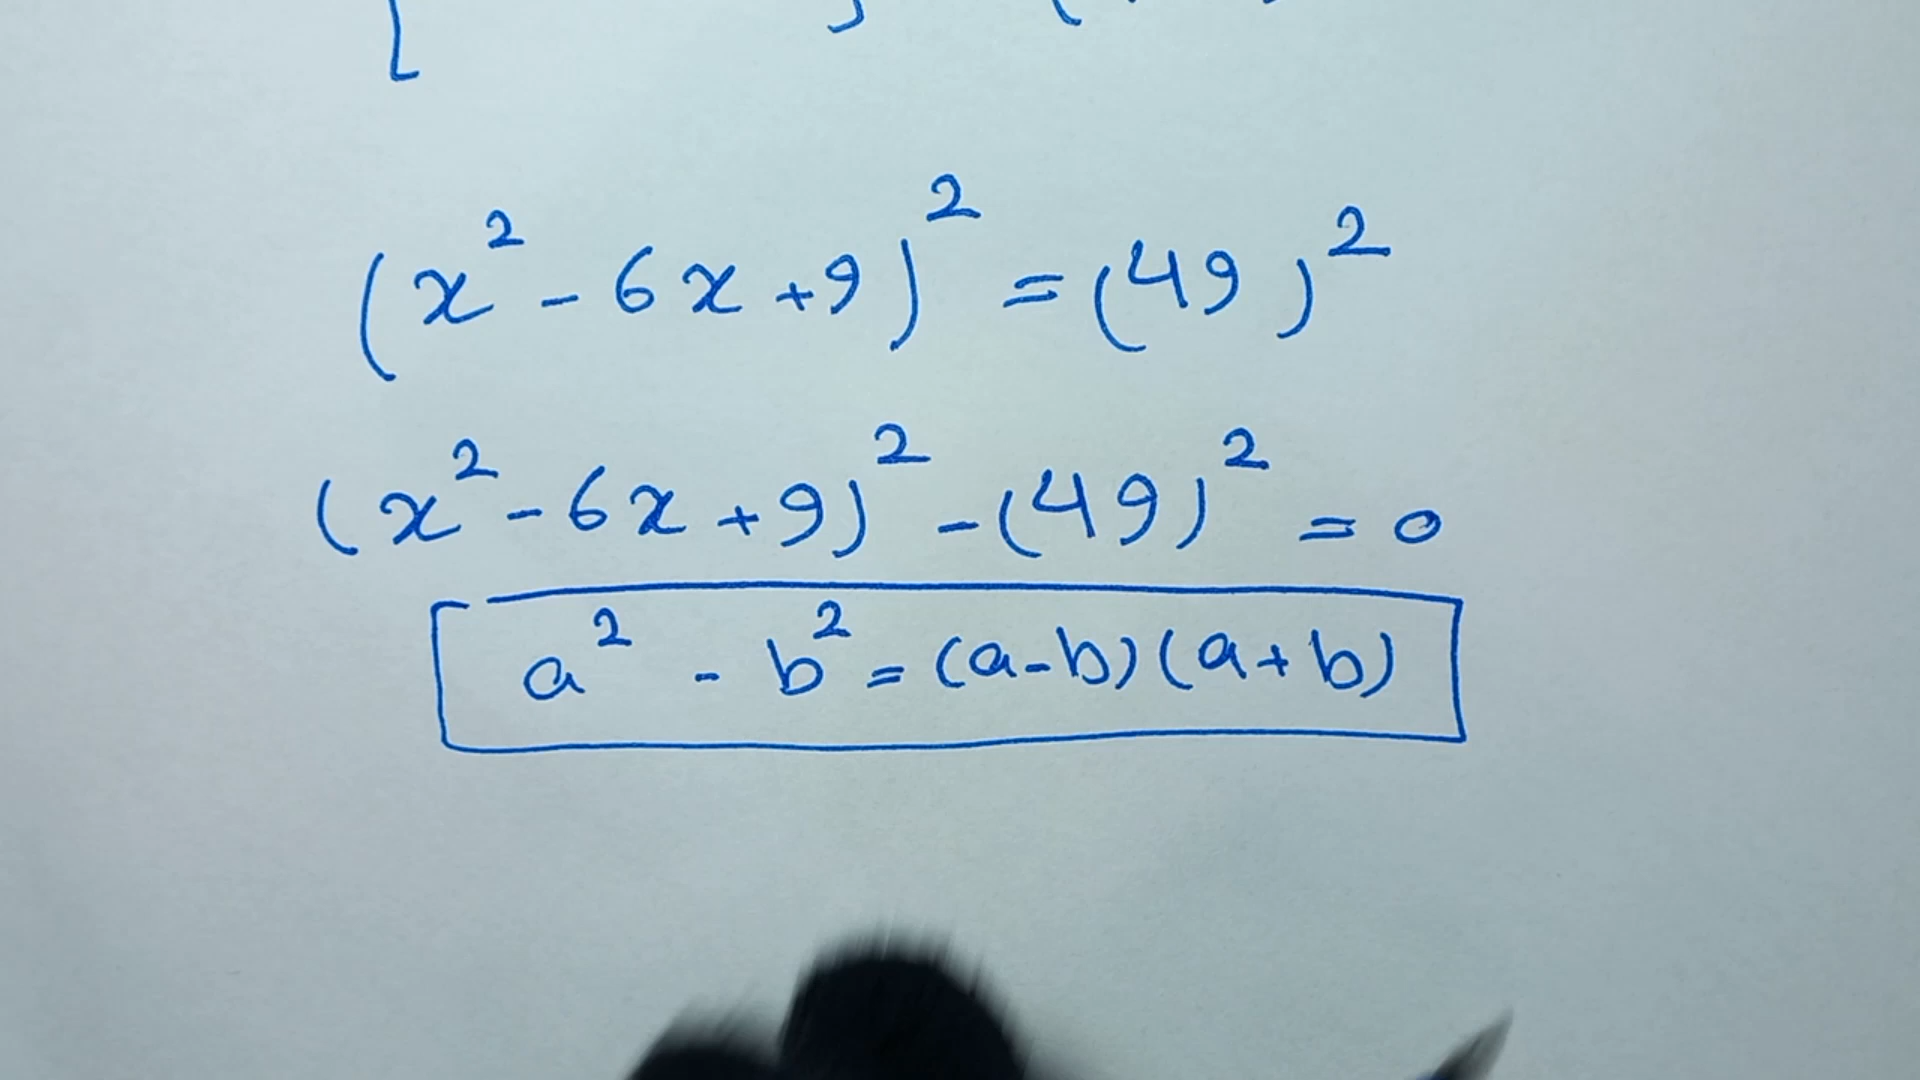 (x² - 6x + 9)² = (49)²
(x² - 6x + 9)² - (49)² = 0
a² - b² = (a - b)(a + b)